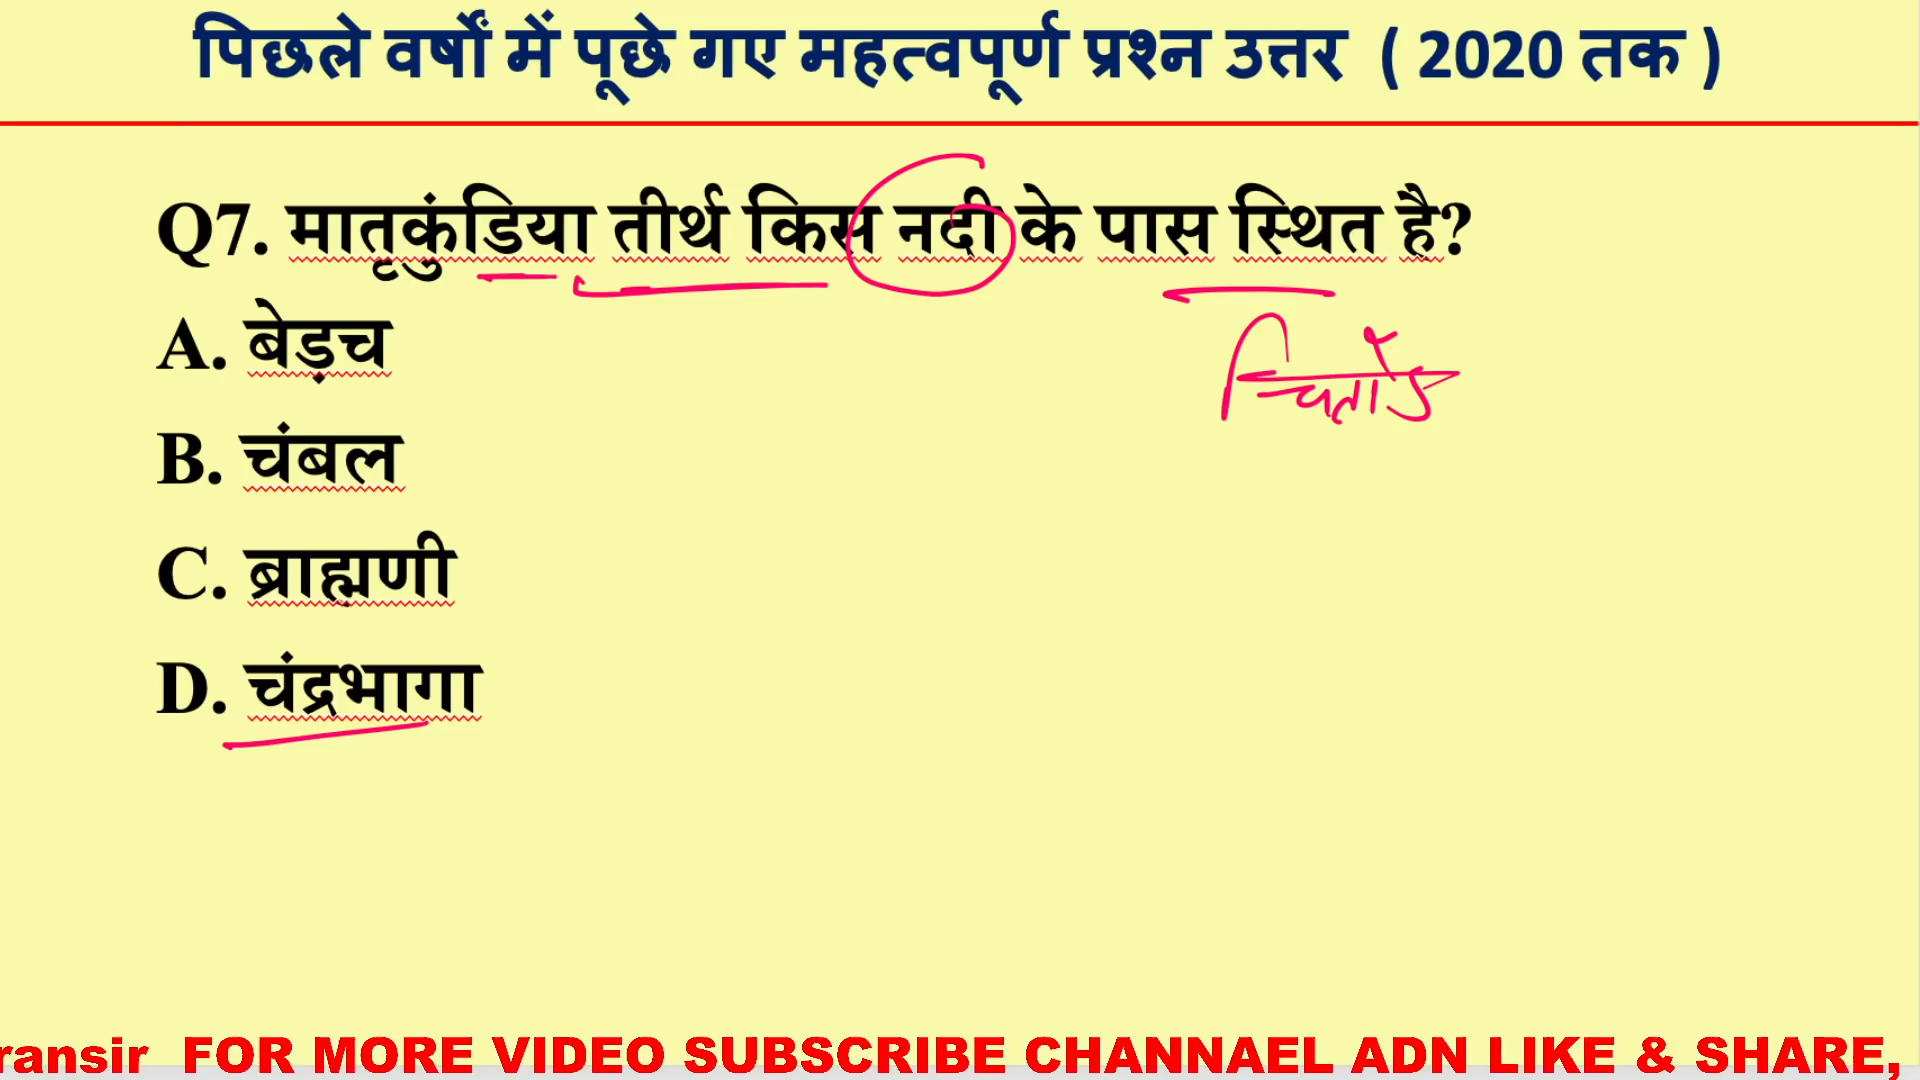 पिछले वर्षों में पूछे गए महत्वपूर्ण प्रश्न उत्तर ( 2020 तक )
Q7. मातृकुंडिया तीर्थ किस नदी के पास स्थित है?
चित्तौड़
A. बेड़च
B. चंबल
C. ब्राह्मणी
D. चंद्रभागा
ransir FOR MORE VIDEO SUBSCRIBE CHANNAEL ADN LIKE & SHARE,